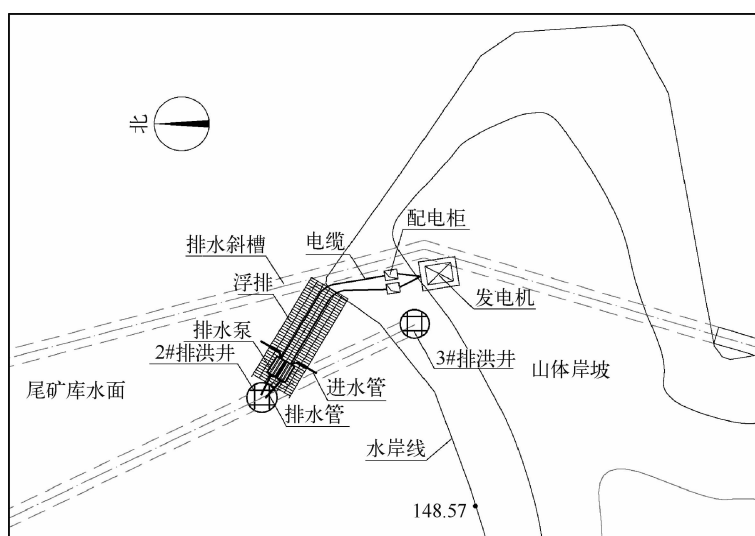 北
配电柜
电缆
排水斜槽
浮排
发电机
排水泵
2#排洪井
3#排洪井
山体岸坡
进水管
尾矿库水面
排水管
水岸线
148.57